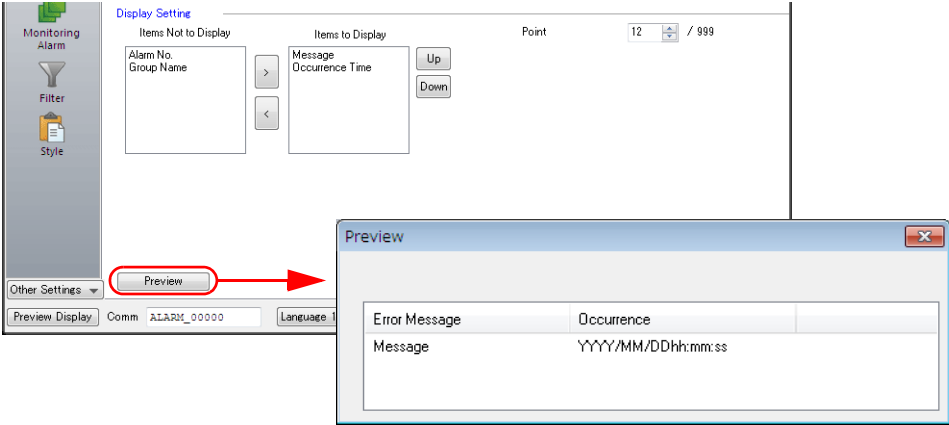 Display Setting
Monitoring
Alarm
Items Not to Display
Items to Display
Point
12
/ 999
Alarm No.
Group Name
>
<
Message
Occurrence Time
Up
Down
Filter
Style
Other Settings
Preview
Preview Display
Comm
ALARM_00000
Language 1
Preview
Error Message
Occurrence
Message
YYYY/MM/DDhh:mm:ss